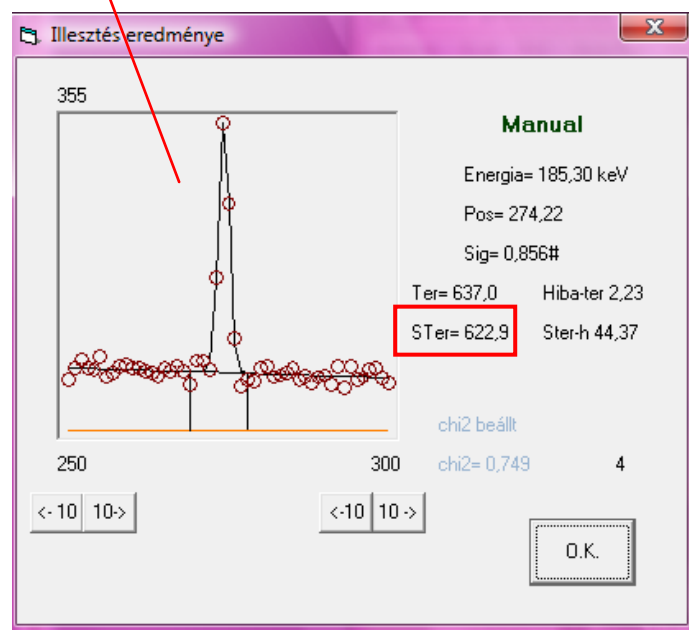 Illesztés eredménye
355
Manual
Energia= 185,30 keV
Pos= 274,22
Sig= 0,856#
Ter= 637,0 Hiba-ter 2,23
STer= 622,9 Ster-h 44,37
chi2 beállt
250 300 chi2= 0,749 4
<- 10 10-> <-10 10 ->
O.K.